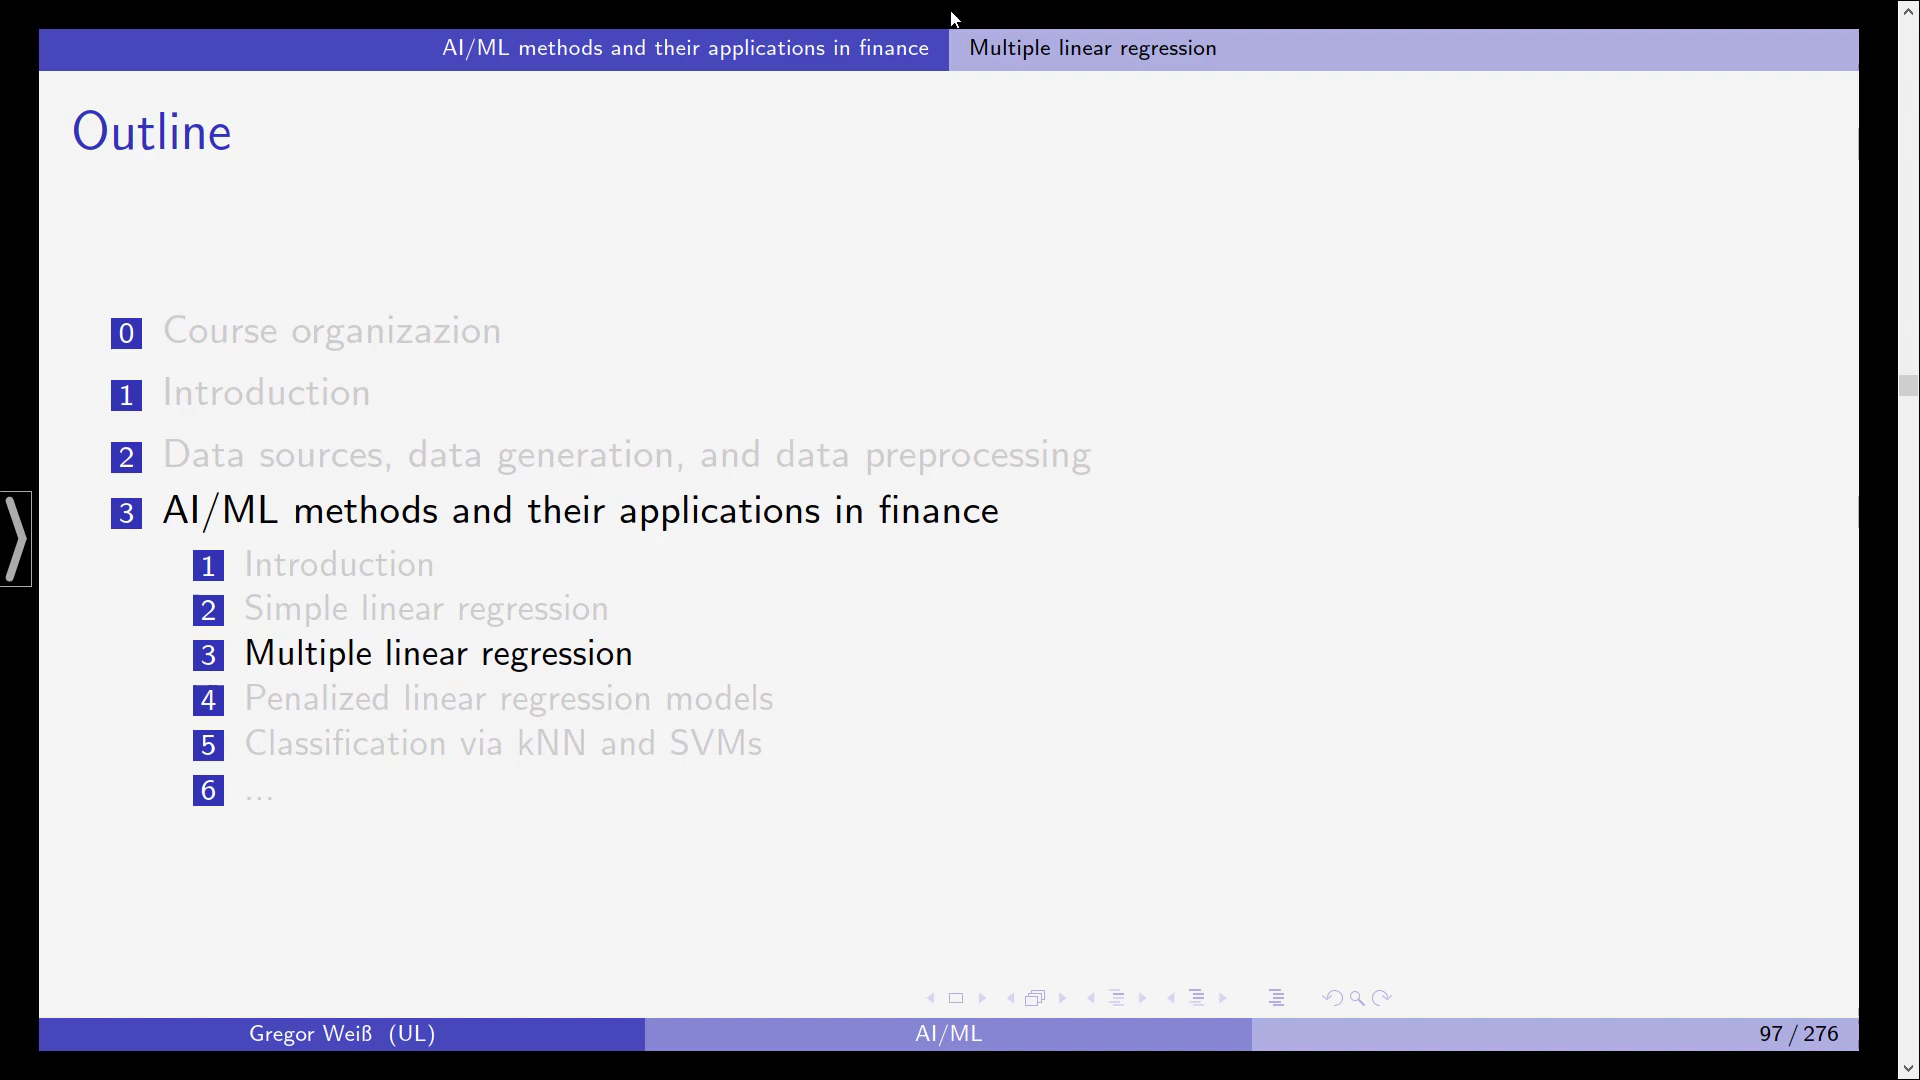 AI/ML methods and their applications in finance Multiple linear regression
Outline
0 Course organizazion
1 Introduction
2 Data sources, data generation, and data preprocessing
3 AI/ML methods and their applications in finance
1 Introduction
2 Simple linear regression
3 Multiple linear regression
4 Penalized linear regression models
5 Classification via kNN and SVMs
6 ...
Gregor Weiß (UL) AI/ML 97 / 276